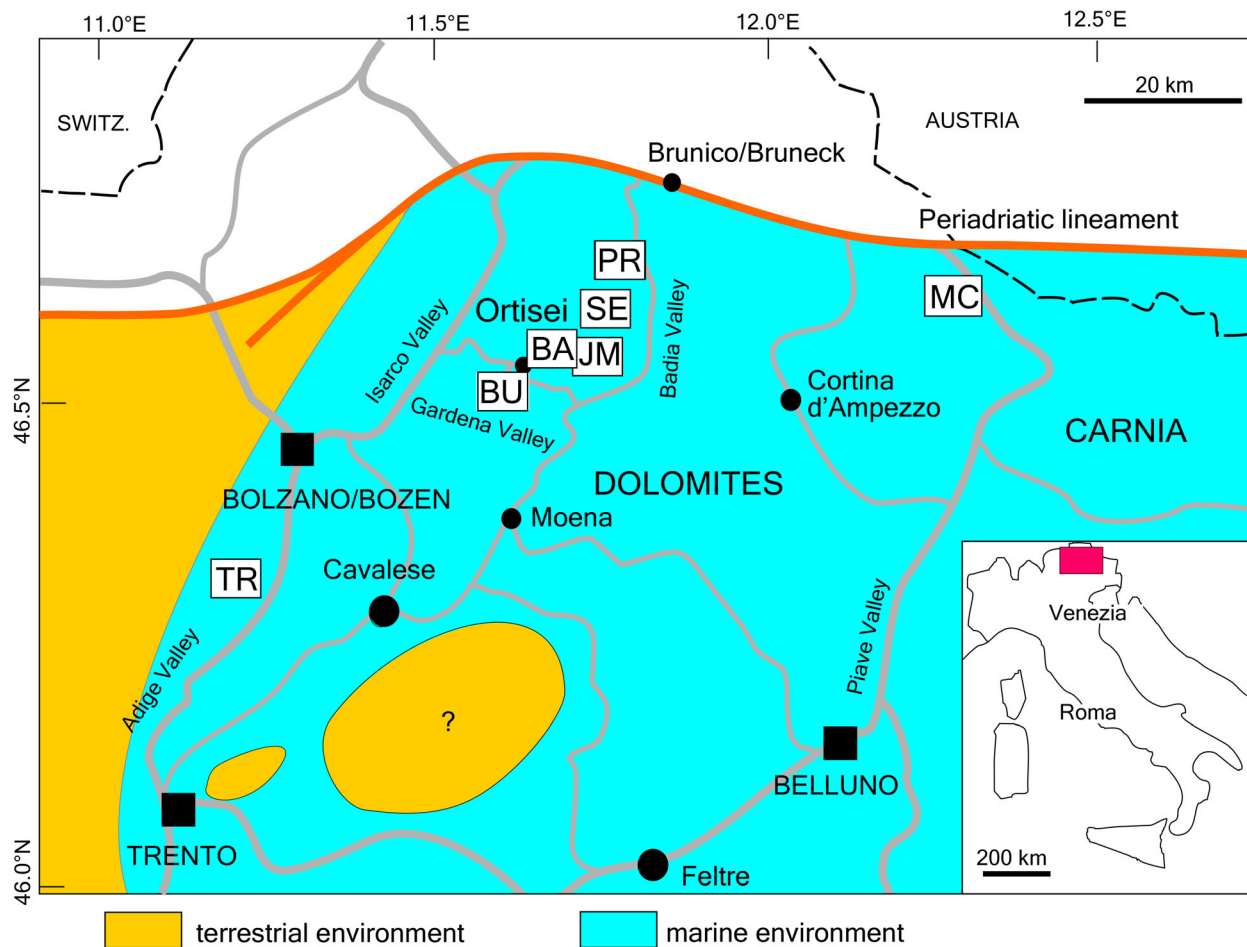 11.0°E
11.5°E
12.0°E
12.5°E
20 km
SWITZ.
AUSTRIA
Brunico/Bruneck
Periadriatic lineament
PR
SE
MC
Ortisei
BA
JM
BU
Isarco Valley
Badia Valley
Gardena Valley
Cortina
d'Ampezzo
46.5°N
CARNIA
DOLOMITES
BOLZANO/BOZEN
Moena
TR
Cavalese
Adige Valley
Piave Valley
?
Venezia
Roma
BELLUNO
TRENTO
Feltre
200 km
46.0°N
terrestrial environment
marine environment